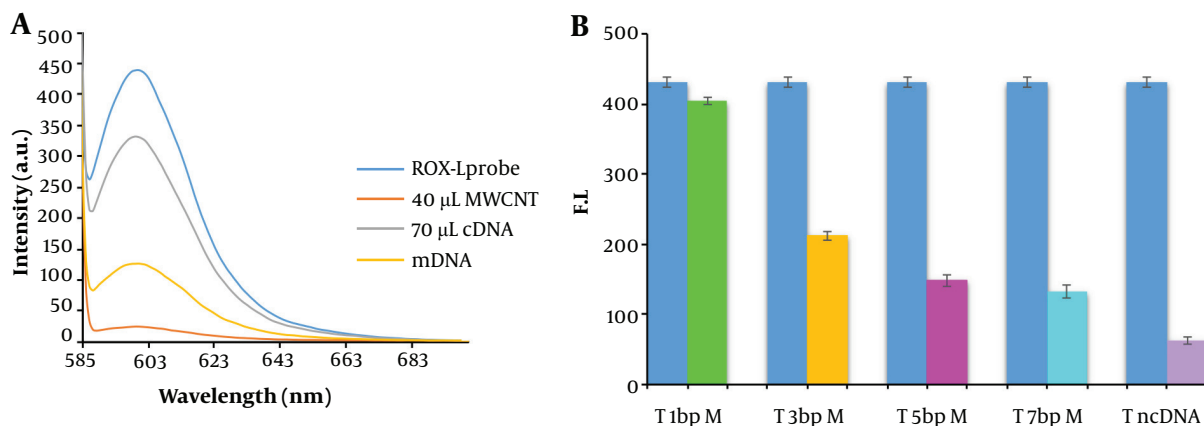 A
500
450
400
350
300
250
200
150
100
50
0
Intensity (a.u.)
585
603
623
643
663
685
Wavelength (nm)
ROX-Lprobe
40 µL MWCNT
70 µL cDNA
mDNA
B
500
400
300
200
100
0
F.L
T 1bp M
T 3bp M
T 5bp M
T 7bp M
T ncDNA